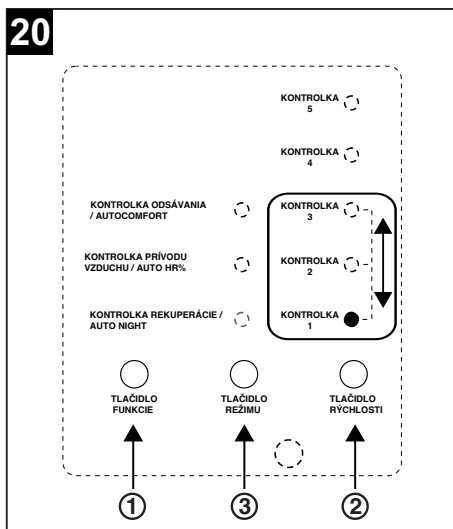 20
KONTROLKA
5
KONTROLKA
4
KONTROLKA ODSÁVANIA
/ AUTOCOMFORT
KONTROLKA
3
KONTROLKA PRÍVODU
VZDUCHU / AUTO HR%
KONTROLKA
2
KONTROLKA REKUPERÁCIE /
AUTO NIGHT
KONTROLKA
1
TLAČIDLO
FUNKCIE
TLAČIDLO
REŽIMU
TLAČIDLO
RÝCHLOSTI
1 3 2